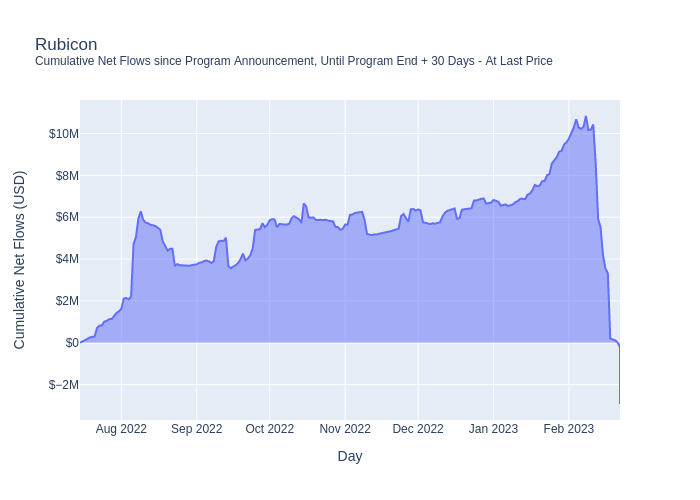 Rubicon
Cumulative Net Flows since Program Announcement, Until Program End + 30 Days - At Last Price
$10M
$8M
$6M
$4M
$2M
$0
$−2M
Cumulative Net Flows (USD)
Aug 2022 Sep 2022 Oct 2022 Nov 2022 Dec 2022 Jan 2023 Feb 2023
Day